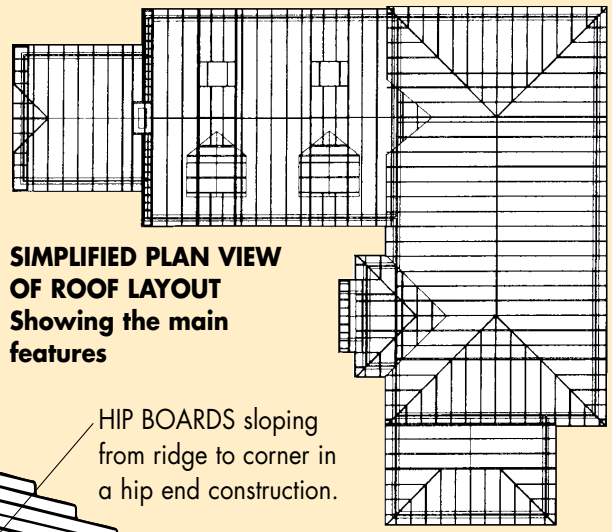 SIMPLIFIED PLAN VIEW
OF ROOF LAYOUT
Showing the main
features
HIP BOARDS sloping
from ridge to corner in
a hip end construction.